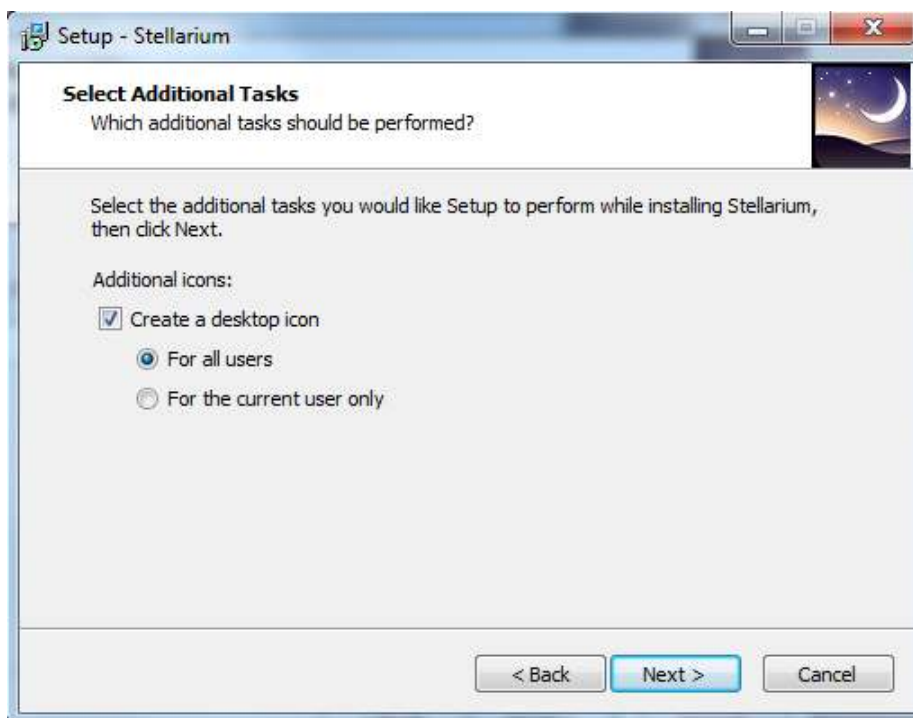 Setup - Stellarium
Select Additional Tasks
Which additional tasks should be performed?
Select the additional tasks you would like Setup to perform while installing Stellarium,
then click Next.
Additional icons:
Create a desktop icon
For all users
For the current user only
< Back Next > Cancel